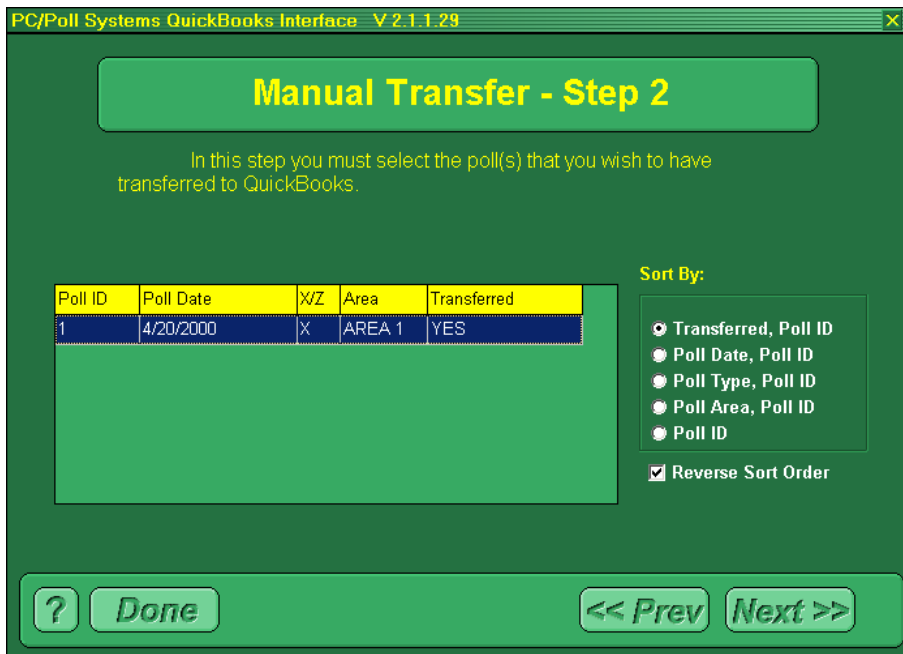 PC/Poll Systems QuickBooks Interface V 2.1.1.29
Manual Transfer - Step 2
In this step you must select the poll(s) that you wish to have
transferred to QuickBooks.
Poll ID Poll Date X/Z Area Transferred
1 4/20/2000 X AREA 1 YES
Sort By:
Transferred, Poll ID
Poll Date, Poll ID
Poll Type, Poll ID
Poll Area, Poll ID
Poll ID
Reverse Sort Order
? Done << Prev Next >>